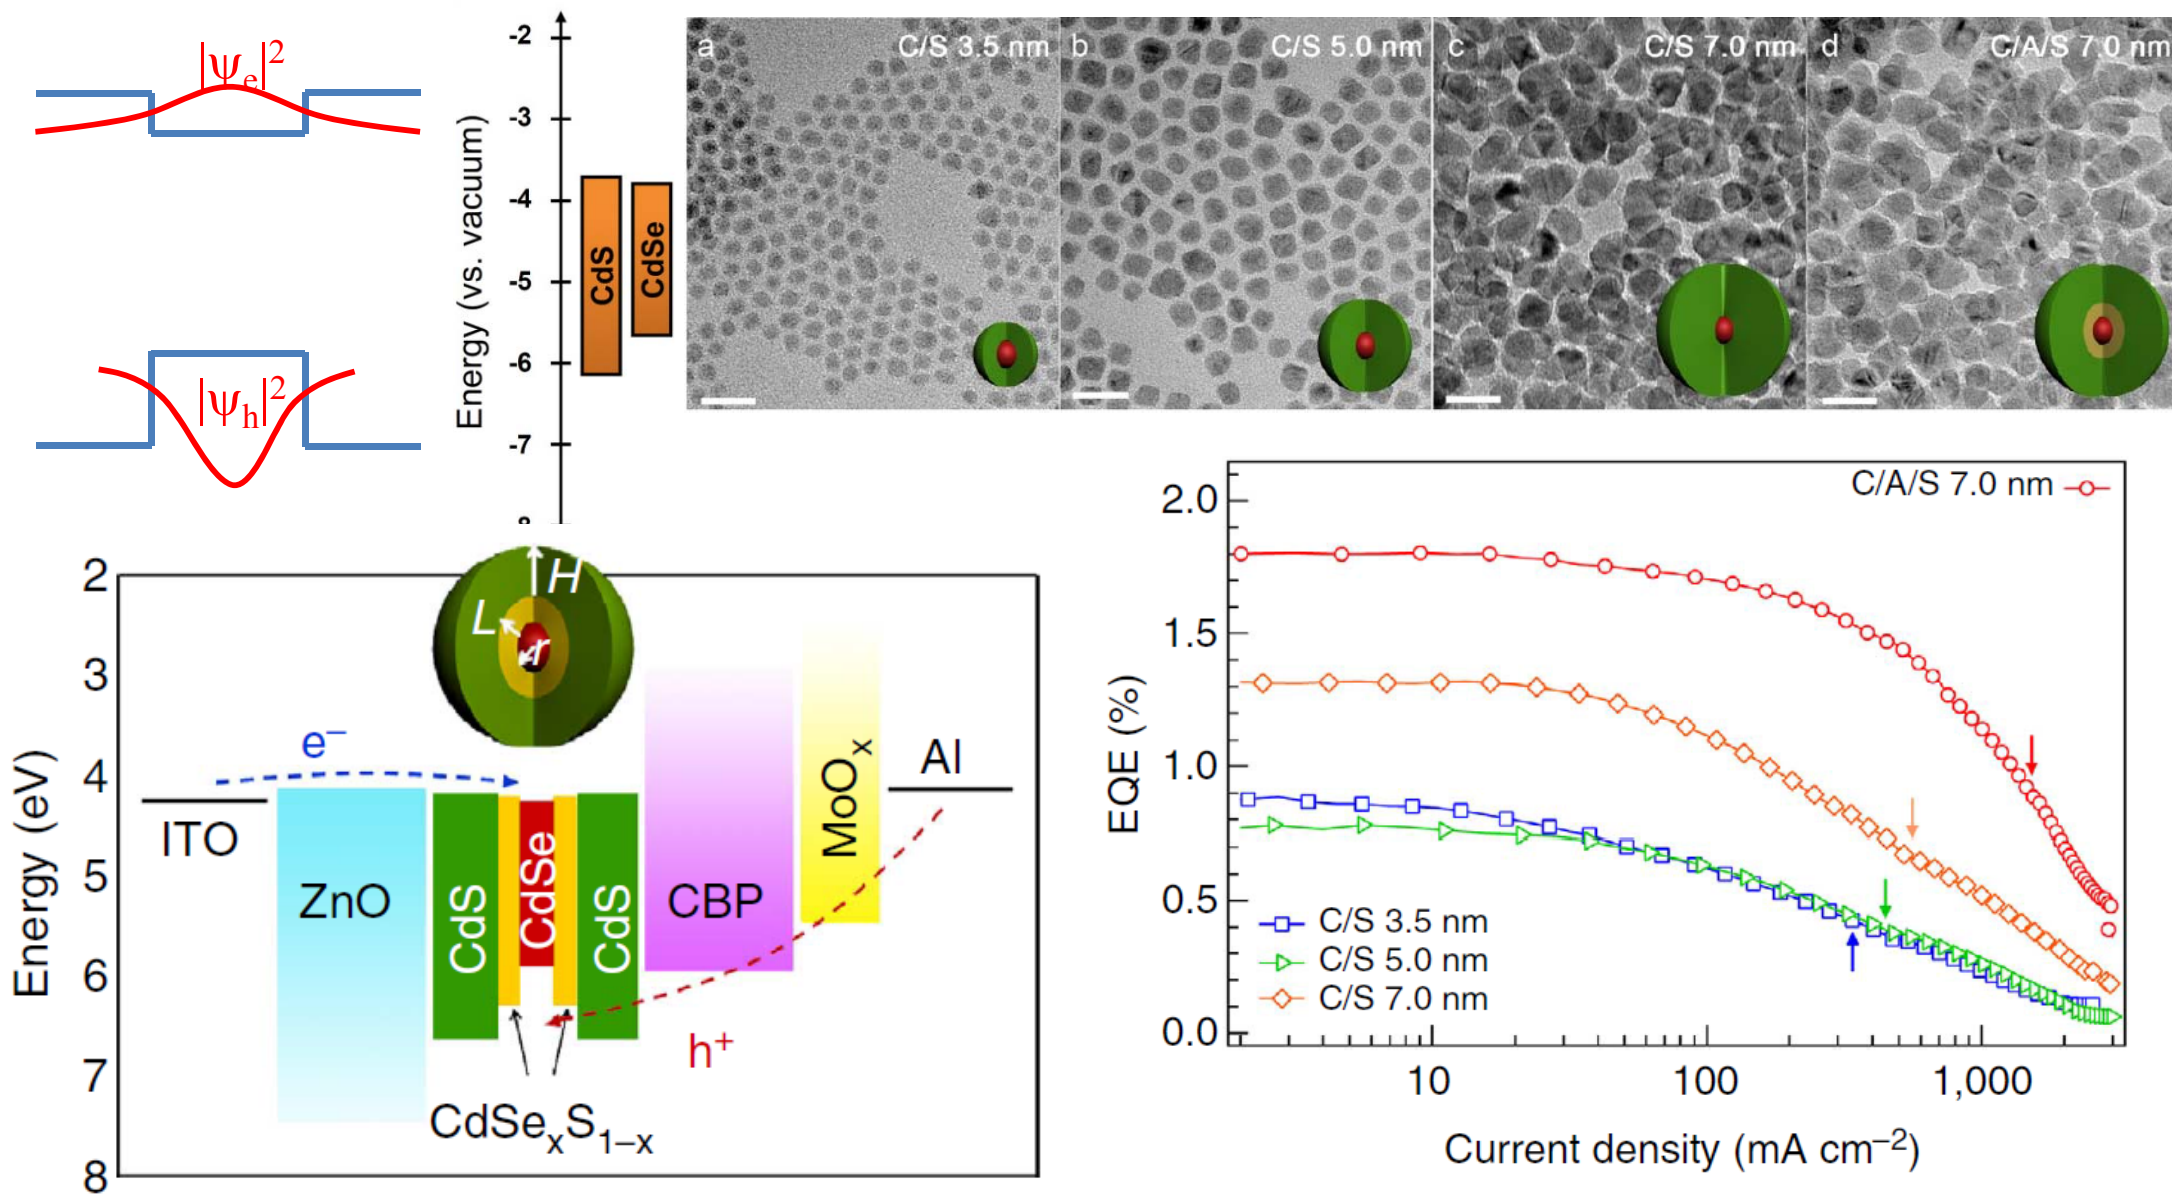 |ψe|²
|ψh|²
Energy (vs. vacuum)
-2
-3
-4
-5
-6
-7
CdS
CdSe
a
C/S 3.5 nm
b
C/S 5.0 nm
c
C/S 7.0 nm
d
C/A/S 7.0 nm
Energy (eV)
2
3
4
5
6
7
8
H
L
r
e–
ITO
ZnO
CdS
CdSe
CdS
CBP
MoOx
Al
h+
CdSexS1–x
EQE (%)
2.0
1.5
1.0
0.5
0.0
C/A/S 7.0 nm
C/S 3.5 nm
C/S 5.0 nm
C/S 7.0 nm
10
100
1,000
Current density (mA cm–2)